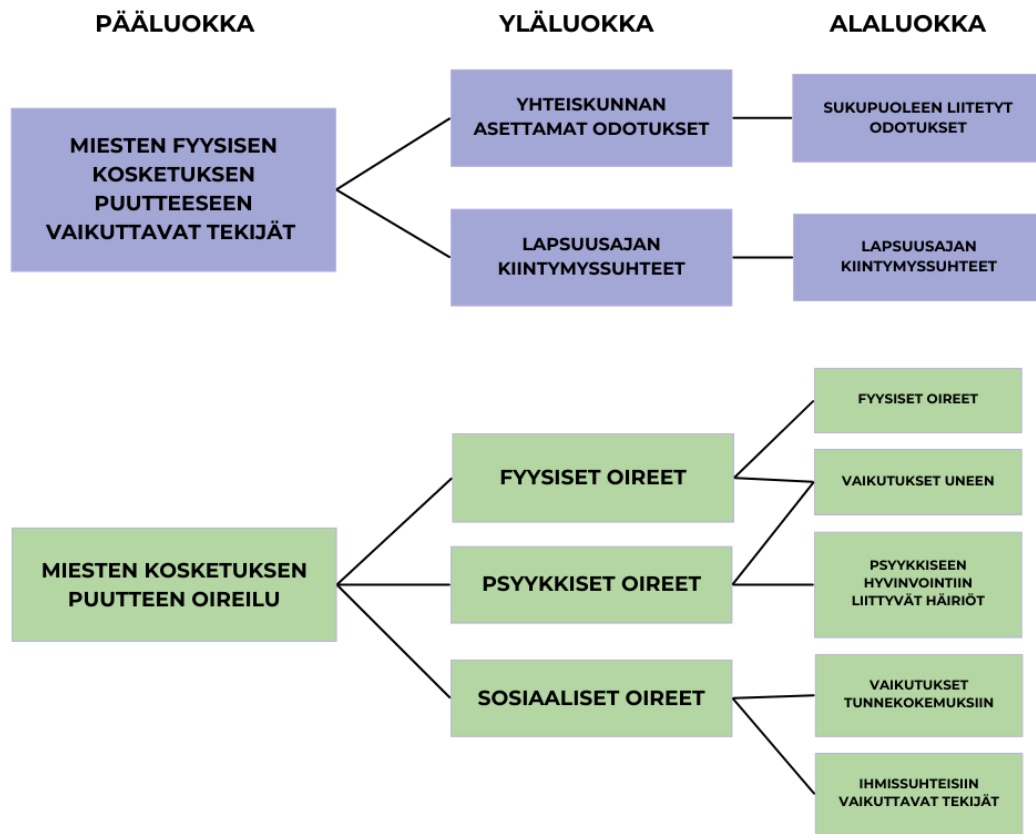 PÄÄLUOKKA
YLÄLUOKKA
ALALUOKKA
MIESTEN FYYSISEN
KOSKETUKSEN
PUUTTEESEEN
VAIKUTTAVAT TEKIJÄT
YHTEISKUNNAN
ASETTAMAT ODOTUKSET
SUKUPUOLEEN LIITETYT
ODOTUKSET
LAPSUUSAJAN
KIINTYMYSSUHTEET
LAPSUUSAJAN
KIINTYMYSSUHTEET
MIESTEN KOSKETUKSEN
PUUTTEEN OIREILU
FYYSISET OIREET
FYYSISET OIREET
VAIKUTUKSET UNEEN
PSYYKKISET OIREET
PSYYKKISEEN
HYVINVOINTIIN
LIITTYVÄT HÄIRIÖT
SOSIAALISET OIREET
VAIKUTUKSET
TUNNEKOKEMUKSIIN
IHMISSUHTEISIIN
VAIKUTTAVAT TEKIJÄT